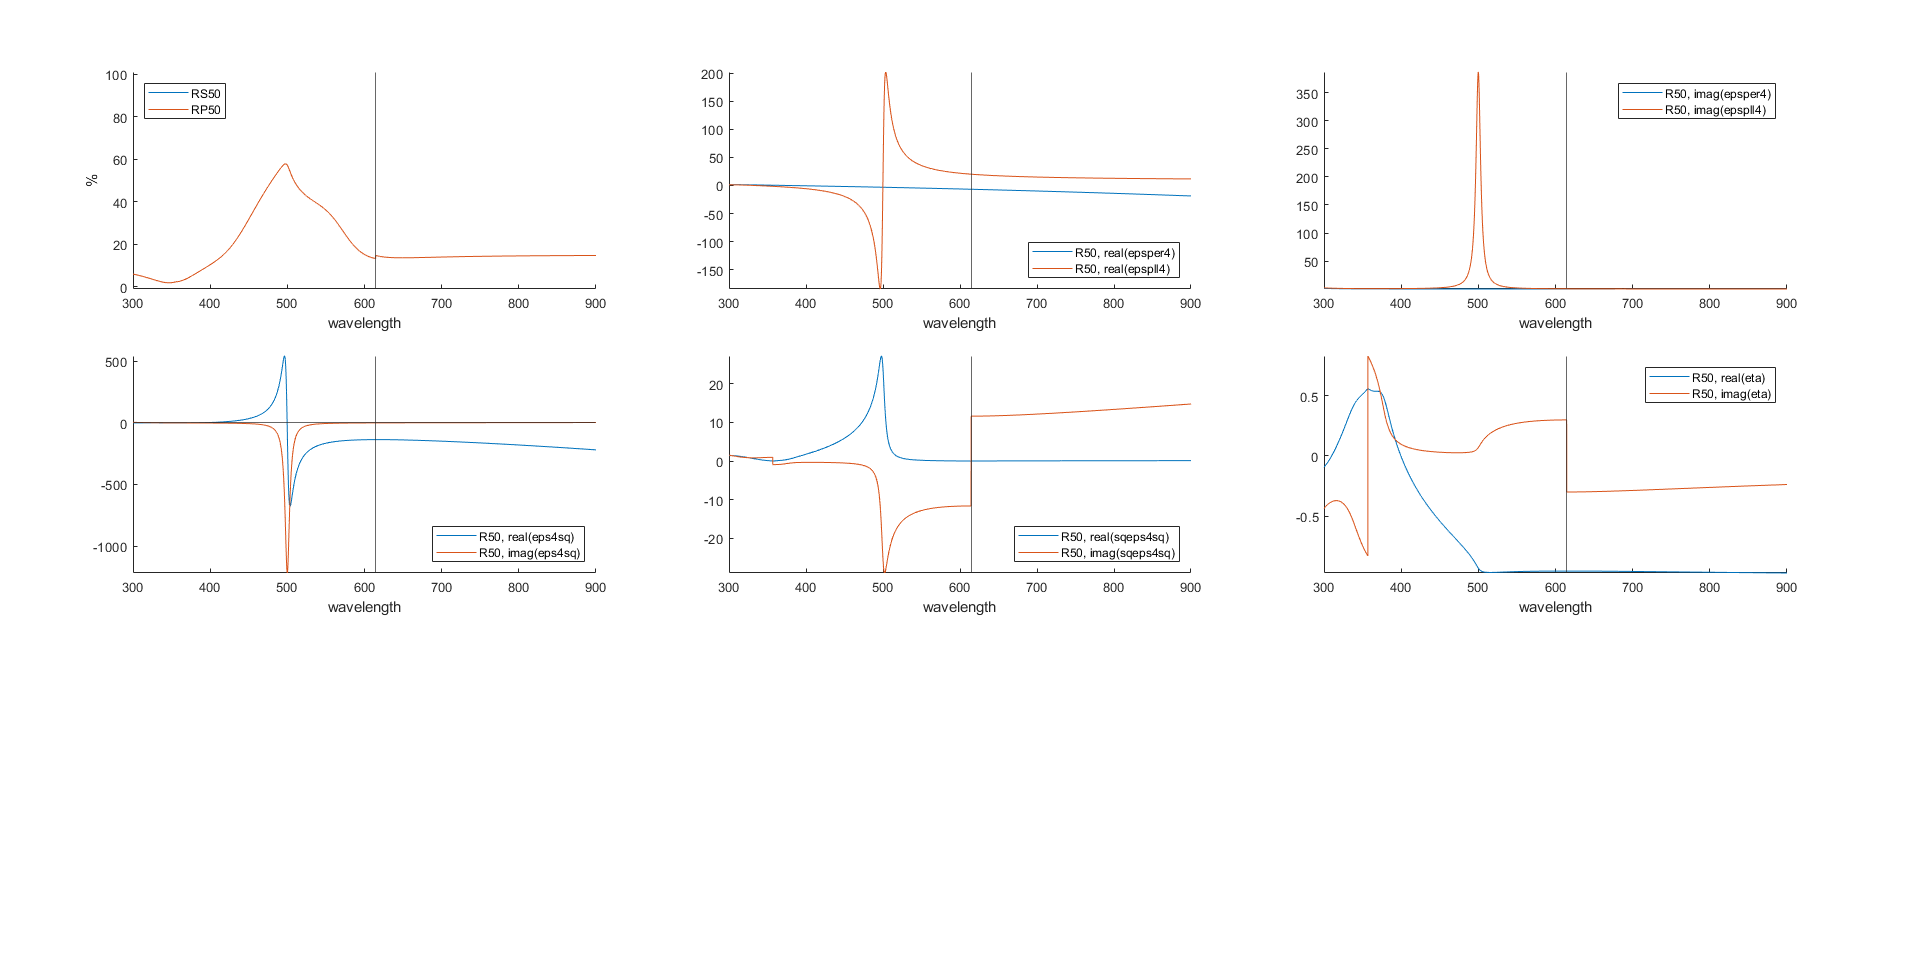 100
80
60
40
20
0
%
300 400 500 600 700 800 900
wavelength
RS50
RP50
200
150
100
50
0
-50
-100
-150
300 400 500 600 700 800 900
wavelength
R50, real(epsper4)
R50, real(epspll4)
350
300
250
200
150
100
50
300 400 500 600 700 800 900
wavelength
R50, imag(epsper4)
R50, imag(epspll4)
500
0
-500
-1000
300 400 500 600 700 800 900
wavelength
R50, real(eps4sq)
R50, imag(eps4sq)
20
10
0
-10
-20
300 400 500 600 700 800 900
wavelength
R50, real(sqeps4sq)
R50, imag(sqeps4sq)
0.5
0
-0.5
300 400 500 600 700 800 900
wavelength
R50, real(eta)
R50, imag(eta)